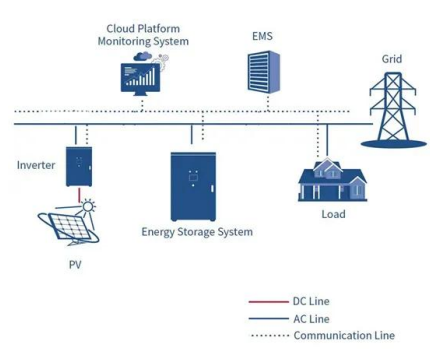 Cloud Platform
Monitoring System
EMS
Grid
Inverter
Energy Storage System
Load
PV
DC Line
AC Line
Communication Line